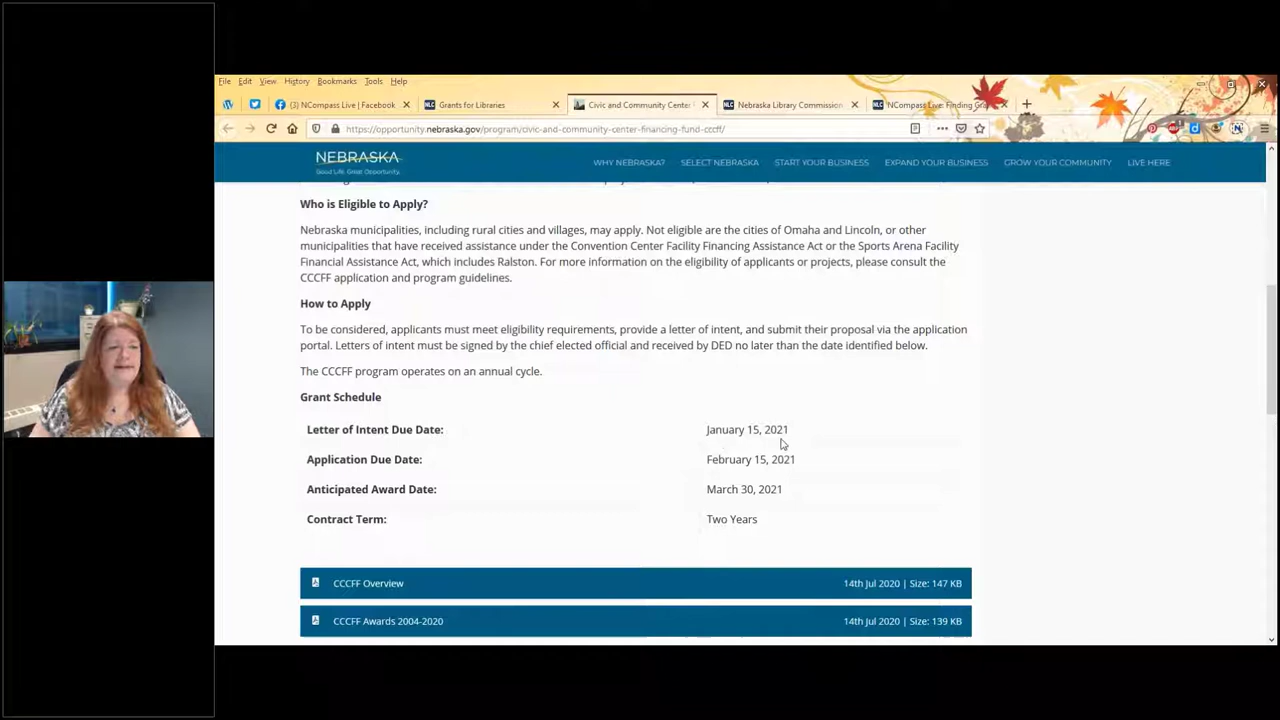 File Edit View History Bookmarks Tools Help
(3) NCompass Live | Facebook
Grants for Libraries
Civic and Community Center
Nebraska Library Commission
NCompass Live: Finding Gra
https://opportunity.nebraska.gov/program/civic-and-community-center-financing-fund-cccff/
NEBRASKA
Good Life. Great Opportunity.
WHY NEBRASKA? SELECT NEBRASKA START YOUR BUSINESS EXPAND YOUR BUSINESS GROW YOUR COMMUNITY LIVE HERE
Who is Eligible to Apply?
Nebraska municipalities, including rural cities and villages, may apply. Not eligible are the cities of Omaha and Lincoln, or other
municipalities that have received assistance under the Convention Center Facility Financing Assistance Act or the Sports Arena Facility
Financial Assistance Act, which includes Ralston. For more information on the eligibility of applicants or projects, please consult the
CCCFF application and program guidelines.
How to Apply
To be considered, applicants must meet eligibility requirements, provide a letter of intent, and submit their proposal via the application
portal. Letters of intent must be signed by the chief elected official and received by DED no later than the date identified below.
The CCCFF program operates on an annual cycle.
Grant Schedule
Letter of Intent Due Date: January 15, 2021
Application Due Date: February 15, 2021
Anticipated Award Date: March 30, 2021
Contract Term: Two Years
CCCFF Overview 14th Jul 2020 | Size: 147 KB
CCCFF Awards 2004-2020 14th Jul 2020 | Size: 139 KB